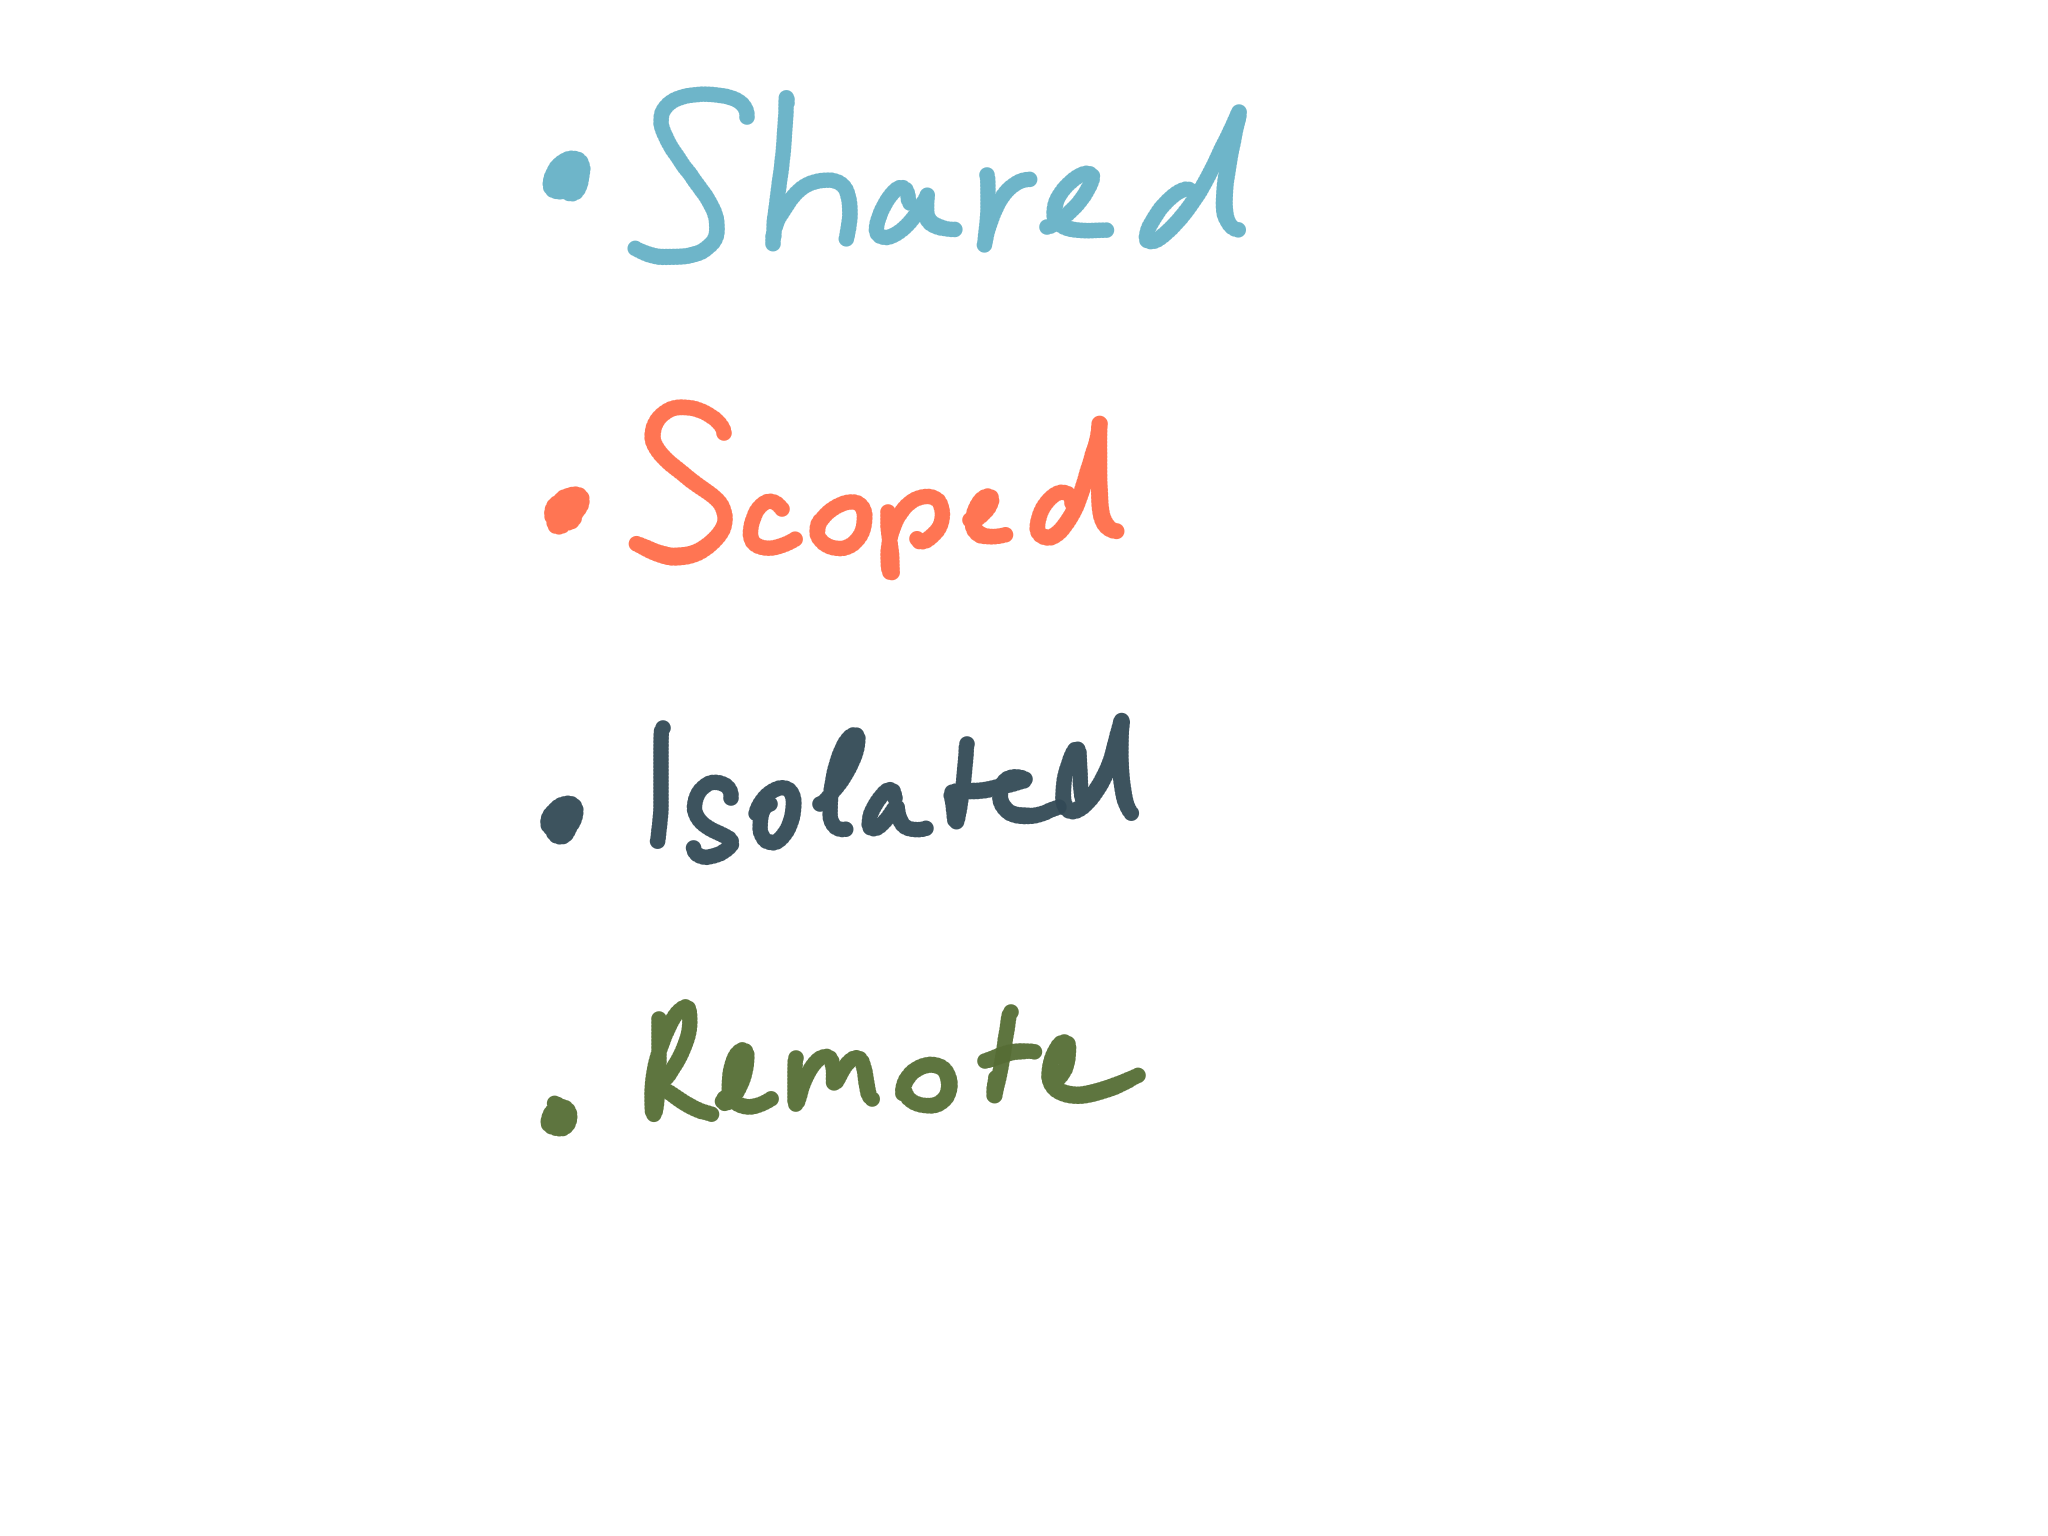 • Shared
• Scoped
• Isolated
• Remote